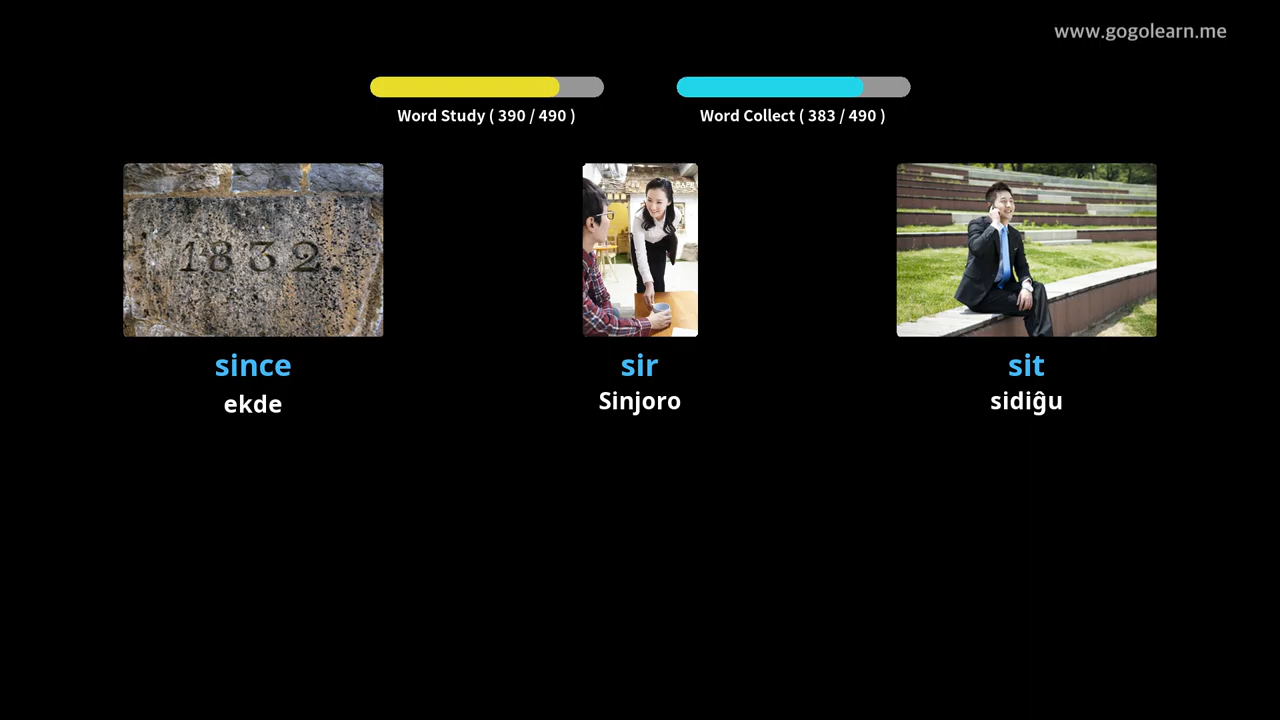 www.gogolearn.me
Word Study ( 390 / 490 )
Word Collect ( 383 / 490 )
1832.
since
sir
sit
ekde
Sinjoro
sidiĝu